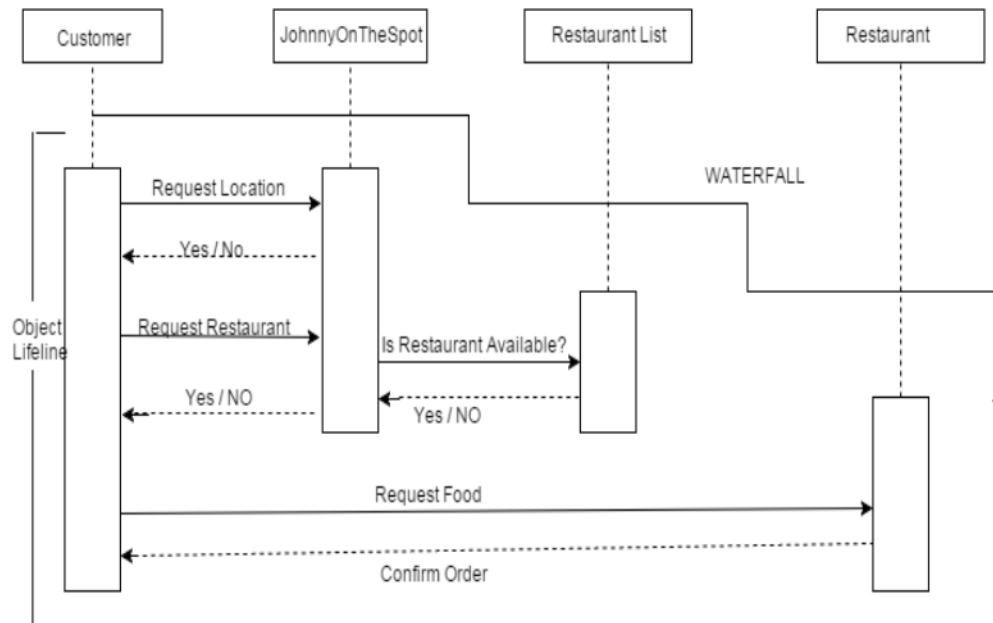 Customer
JohnnyOnTheSpot
Restaurant List
Restaurant
WATERFALL
Request Location
Yes / No
Object
Lifeline
Request Restaurant
Is Restaurant Available?
Yes / NO
Yes / NO
Request Food
Confirm Order